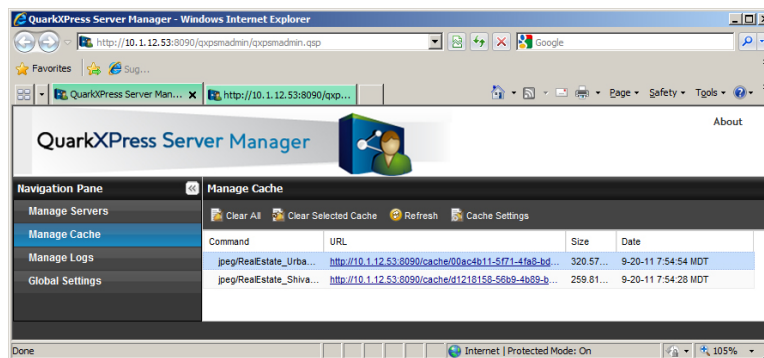 QuarkXPress Server Manager - Windows Internet Explorer
http://10.1.12.53:8090/qxpsmadmin/qxpsmadmin.qsp
Google
Favorites Sug...
QuarkXPress Server Man... X http://10.1.12.53:8090/qxp... Page Safety Tools
About
QuarkXPress Server Manager
Navigation Pane Manage Cache
Manage Servers
Clear All Clear Selected Cache Refresh Cache Settings
Manage Cache
Command URL Size Date
Manage Logs
jpeg/RealEstate_Urba... http://10.1.12.53:8090/cache/00ac4b11-5f71-4fa8-bd... 320.57... 9-20-11 7:54:54 MDT
Global Settings
jpeg/RealEstate_Shiva... http://10.1.12.53:8090/cache/d1218158-56b9-4b89-b... 259.81... 9-20-11 7:54:28 MDT
Done Internet | Protected Mode: On 105%